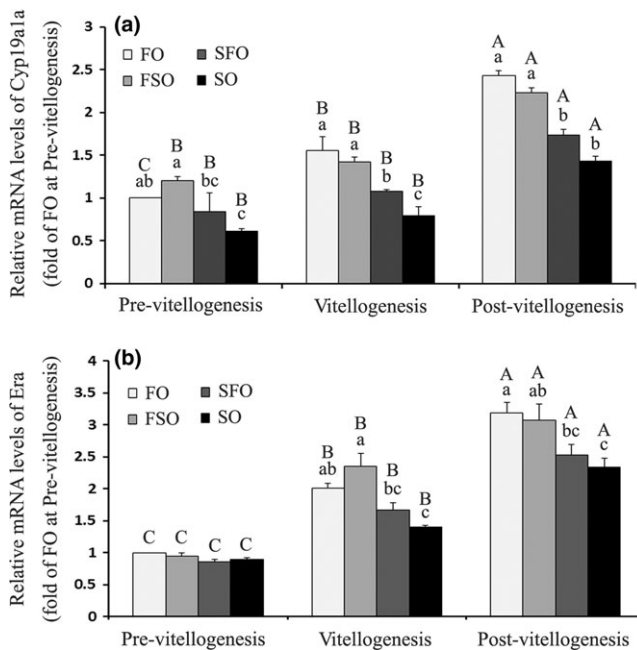 (a)
Relative mRNA levels of Cyp19a1a
(fold of FO at Pre-vitellogenesis)
3
2.5
2
1.5
1
0.5
0
FO SFO
FSO SO
C B B B
ab a bc c
B B B B
a a b c
A A A A
a a b b
Pre-vitellogenesis Vitellogenesis Post-vitellogenesis
(b)
Relative mRNA levels of Era
(fold of FO at Pre-vitellogenesis)
4
3.5
3
2.5
2
1.5
1
0.5
0
FO SFO
FSO SO
C C C C
B B B B
ab a bc c
A A A A
a ab bc c
Pre-vitellogenesis Vitellogenesis Post-vitellogenesis